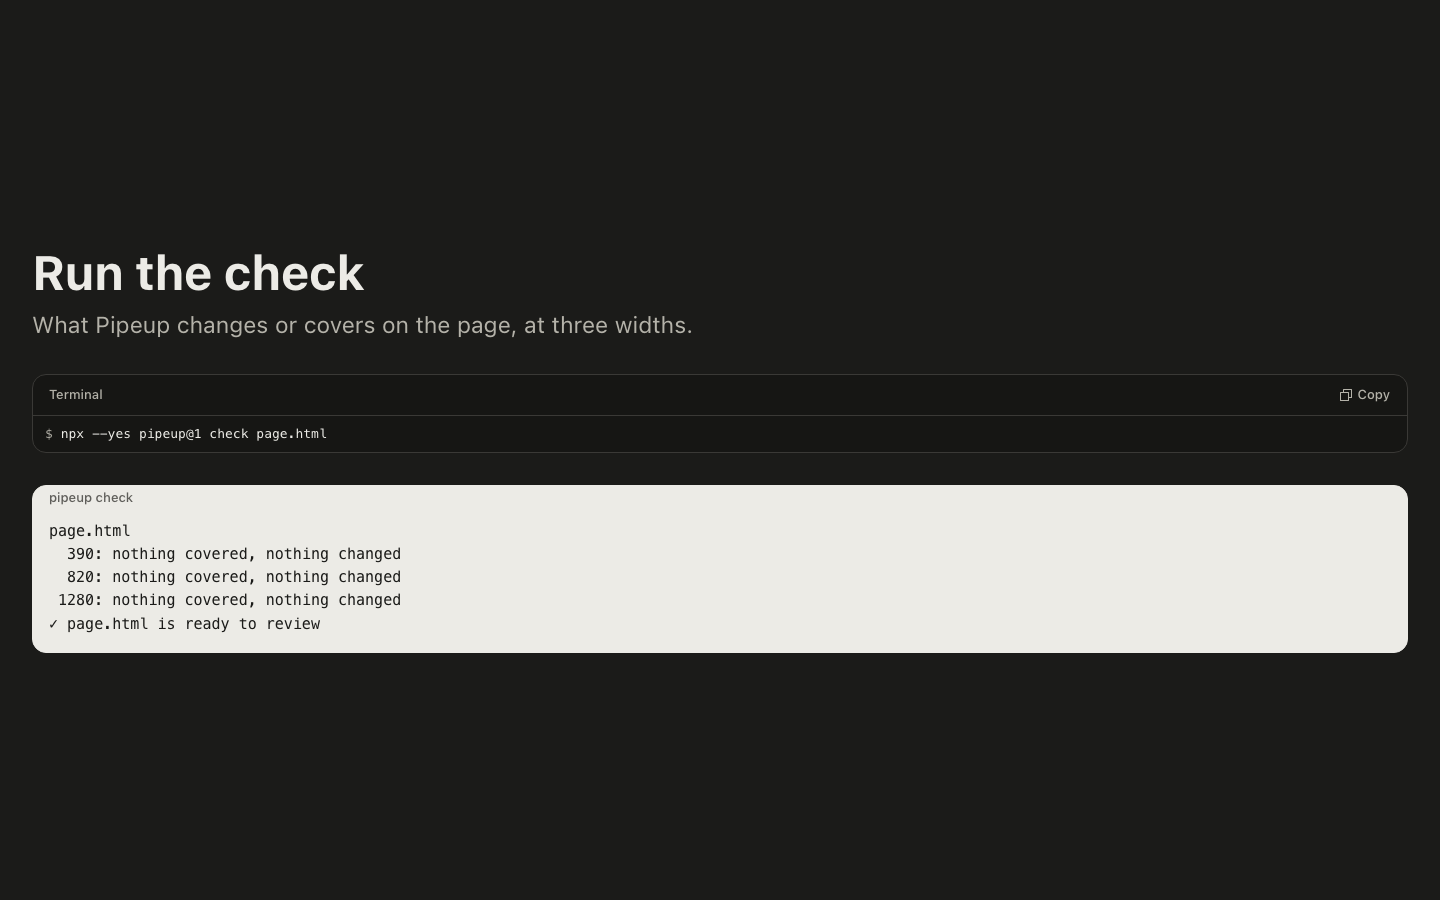 Run the check
What Pipeup changes or covers on the page, at three widths.
Terminal
Copy
$ npx --yes pipeup@1 check page.html
pipeup check
page.html
  390: nothing covered, nothing changed
  820: nothing covered, nothing changed
 1280: nothing covered, nothing changed
✓ page.html is ready to review